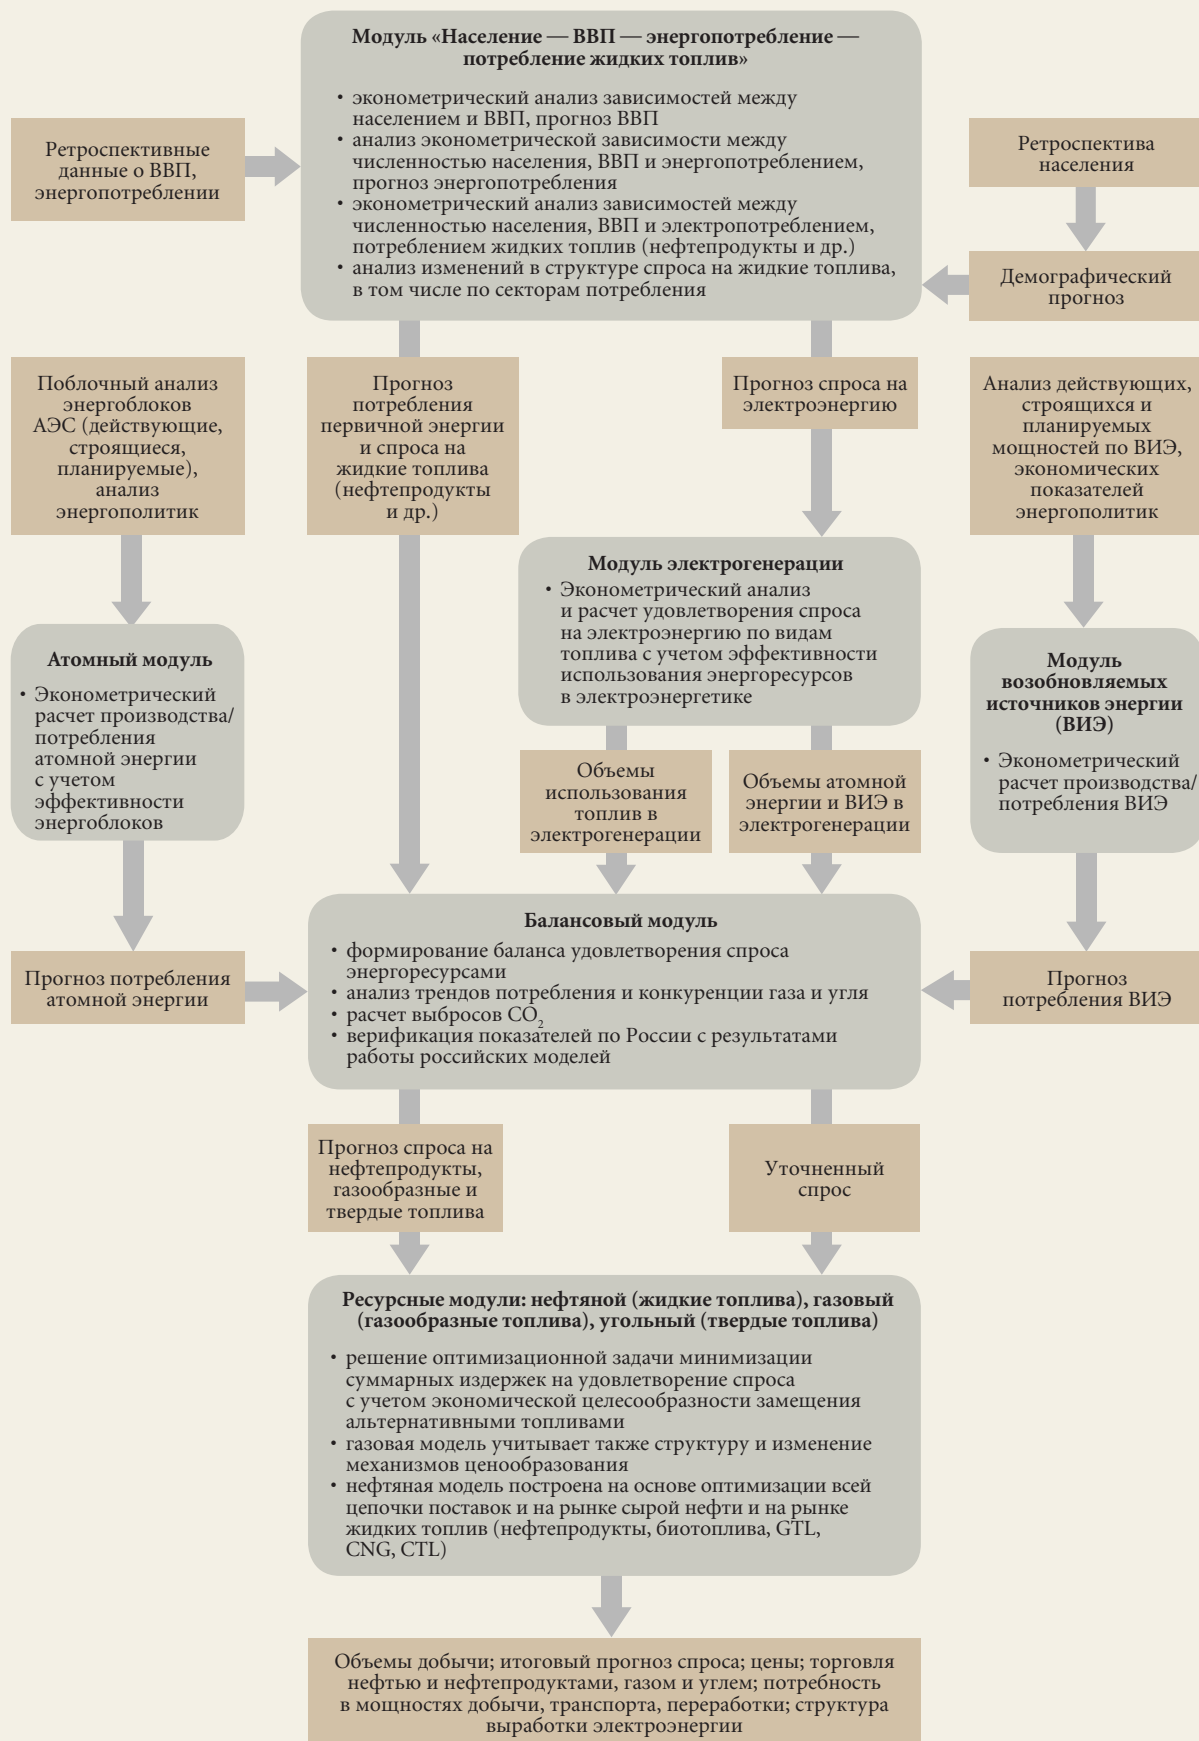 Модуль «Население — ВВП — энергопотребление —
потребление жидких топлив»
• эконометрический анализ зависимостей между
населением и ВВП, прогноз ВВП
• анализ эконометрической зависимости между
численностью населения, ВВП и энергопотреблением,
прогноз энергопотребления
• эконометрический анализ зависимостей между
численностью населения, ВВП и электропотреблением,
потреблением жидких топлив (нефтепродукты и др.)
• анализ изменений в структуре спроса на жидкие топлива,
в том числе по секторам потребления
Ретроспективные
данные о ВВП,
энергопотреблении
Ретроспектива
населения
Демографический
прогноз
Поблочный анализ
энергоблоков
АЭС (действующие,
строящиеся,
планируемые),
анализ
энергополитик
Прогноз
потребления
первичной энергии
и спроса на
жидкие топлива
(нефтепродукты
и др.)
Прогноз спроса на
электроэнергию
Анализ действующих,
строящихся и
планируемых
мощностей по ВИЭ,
экономических
показателей
энергополитик
Модуль электрогенерации
• Эконометрический анализ
и расчет удовлетворения спроса
на электроэнергию по видам
топлива с учетом эффективности
использования энергоресурсов
в электроэнергетике
Атомный модуль
• Эконометрический
расчет производства/
потребления
атомной энергии
с учетом
эффективности
энергоблоков
Модуль
возобновляемых
источников энергии
(ВИЭ)
• Эконометрический
расчет производства/
потребления ВИЭ
Объемы
использования
топлив в
электрогенерации
Объемы атомной
энергии и ВИЭ в
электрогенерации
Балансовый модуль
• формирование баланса удовлетворения спроса
энергоресурсами
• анализ трендов потребления и конкуренции газа и угля
• расчет выбросов CO₂
• верификация показателей по России с результатами
работы российских моделей
Прогноз потребления
атомной энергии
Прогноз
потребления ВИЭ
Прогноз спроса на
нефтепродукты,
газообразные и
твердые топлива
Уточненный
спрос
Ресурсные модули: нефтяной (жидкие топлива), газовый
(газообразные топлива), угольный (твердые топлива)
• решение оптимизационной задачи минимизации
суммарных издержек на удовлетворение спроса
с учетом экономической целесообразности замещения
альтернативными топливами
• газовая модель учитывает также структуру и изменение
механизмов ценообразования
• нефтяная модель построена на основе оптимизации всей
цепочки поставок и на рынке сырой нефти и на рынке
жидких топлив (нефтепродукты, биотоплива, GTL,
CNG, CTL)
Объемы добычи; итоговый прогноз спроса; цены; торговля
нефтью и нефтепродуктами, газом и углем; потребность
в мощностях добычи, транспорта, переработки; структура
выработки электроэнергии